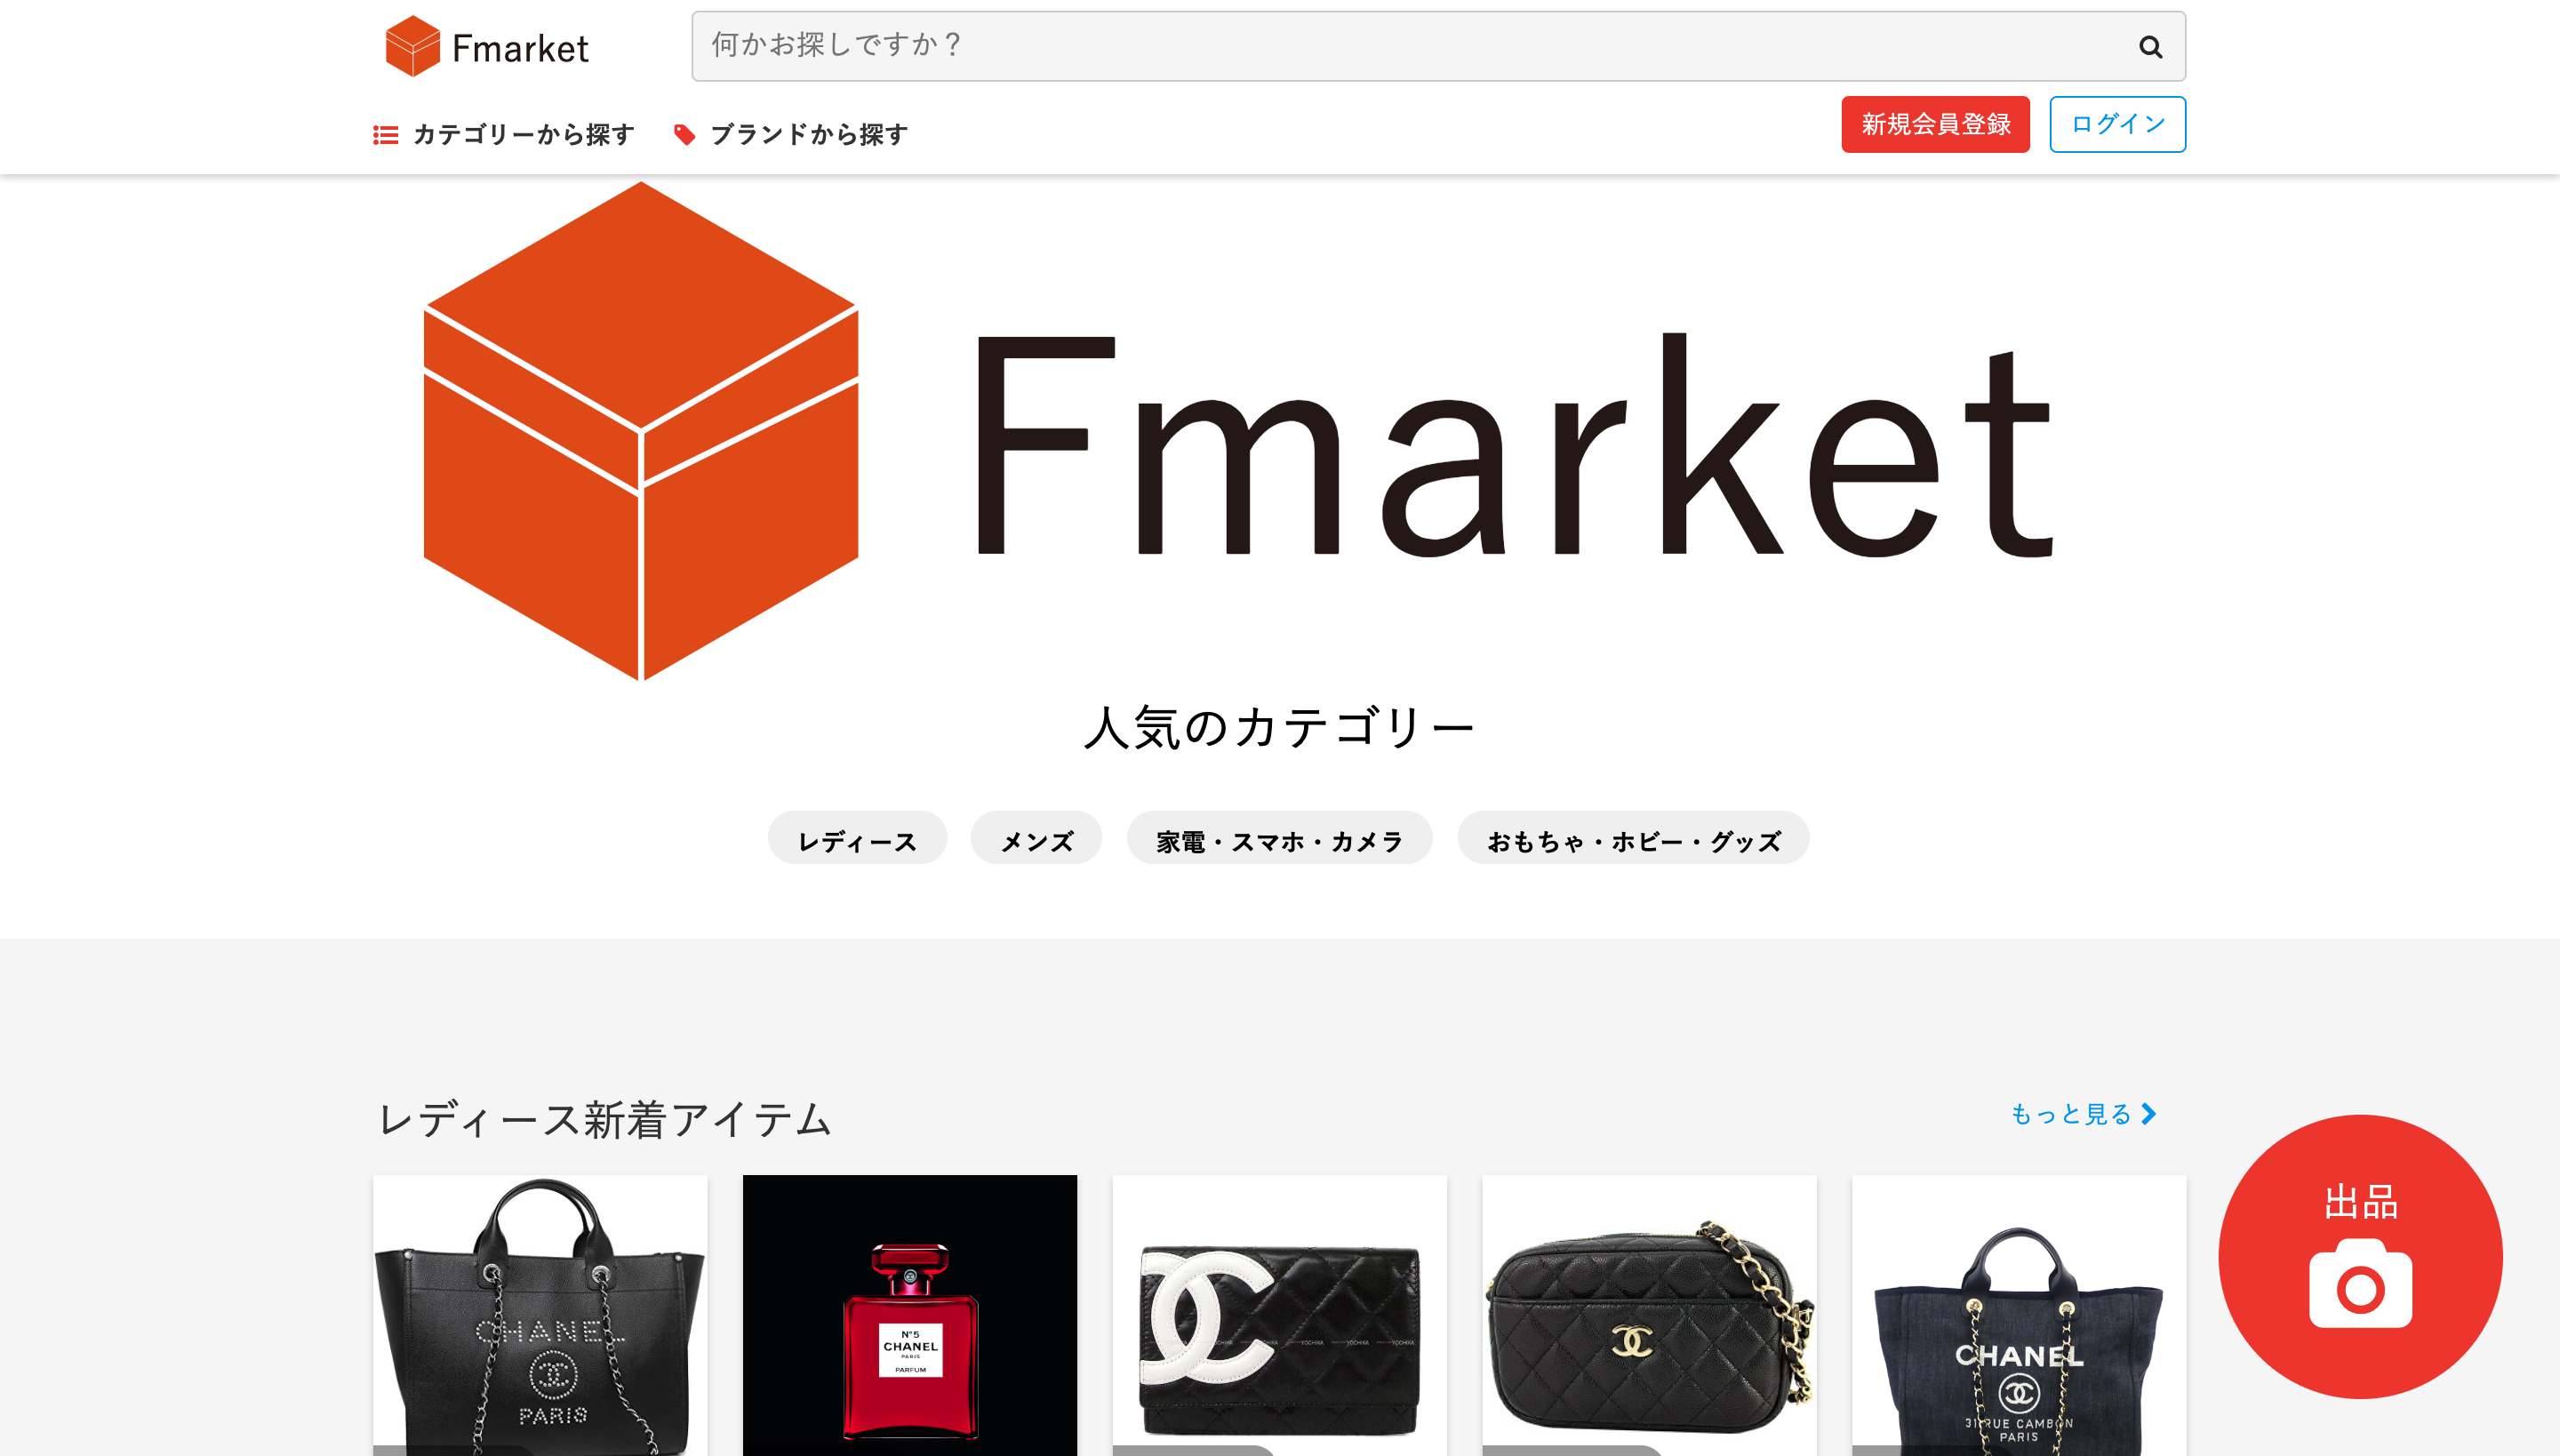 Fmarket
何かお探しですか？
カテゴリーから探す
ブランドから探す
新規会員登録
ログイン
Fmarket
人気のカテゴリー
レディース
メンズ
家電・スマホ・カメラ
おもちゃ・ホビー・グッズ
レディース新着アイテム
もっと見る
出品
CHANEL
PARIS
N°5
CHANEL
PARIS
PARFUM
YOCHIKA
YOCHIKA
CHANEL
31 RUE CAMBON
PARIS